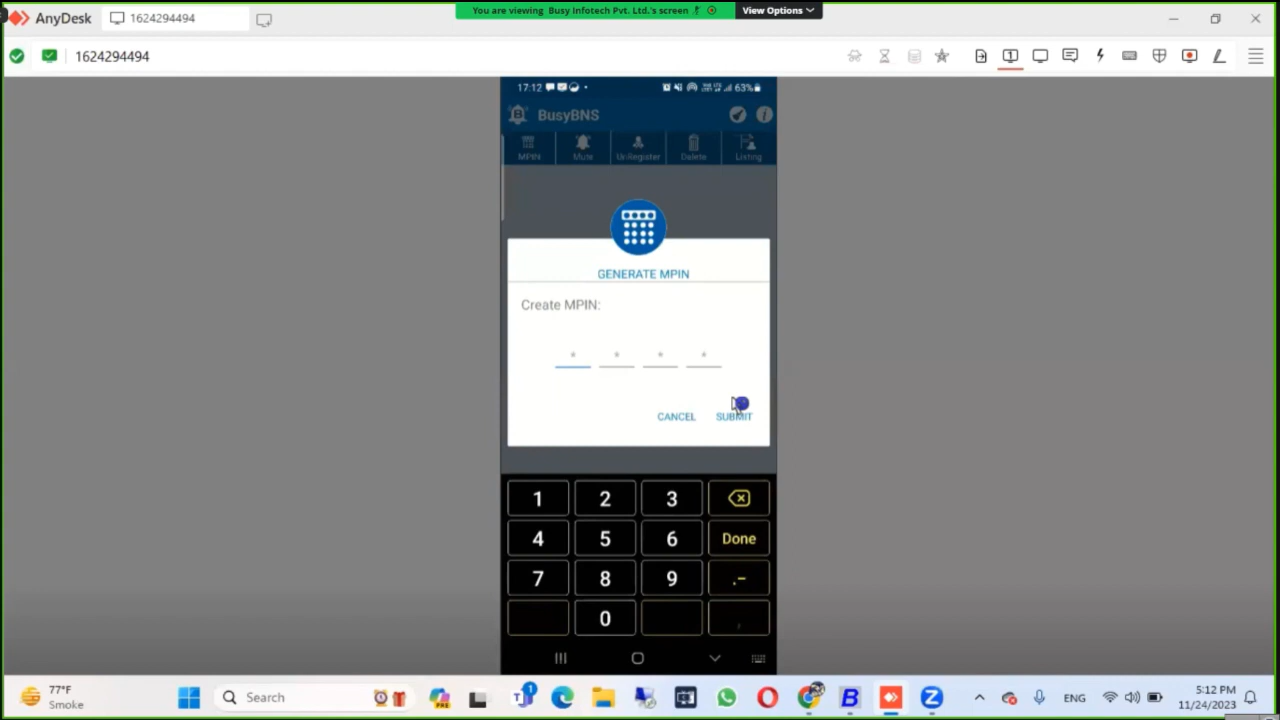 You are viewing Busy Infotech Pvt. Ltd.'s screen
View Options
AnyDesk
1624294494
1624294494
17:12
63%
BusyBNS
MPIN
Mute
UnRegister
Delete
Listing
GENERATE MPIN
Create MPIN:
* * * *
CANCEL SUBMIT
1 2 3
4 5 6 Done
7 8 9 .-
0 ,
77°F
Smoke
Search
ENG
5:12 PM
11/24/2023